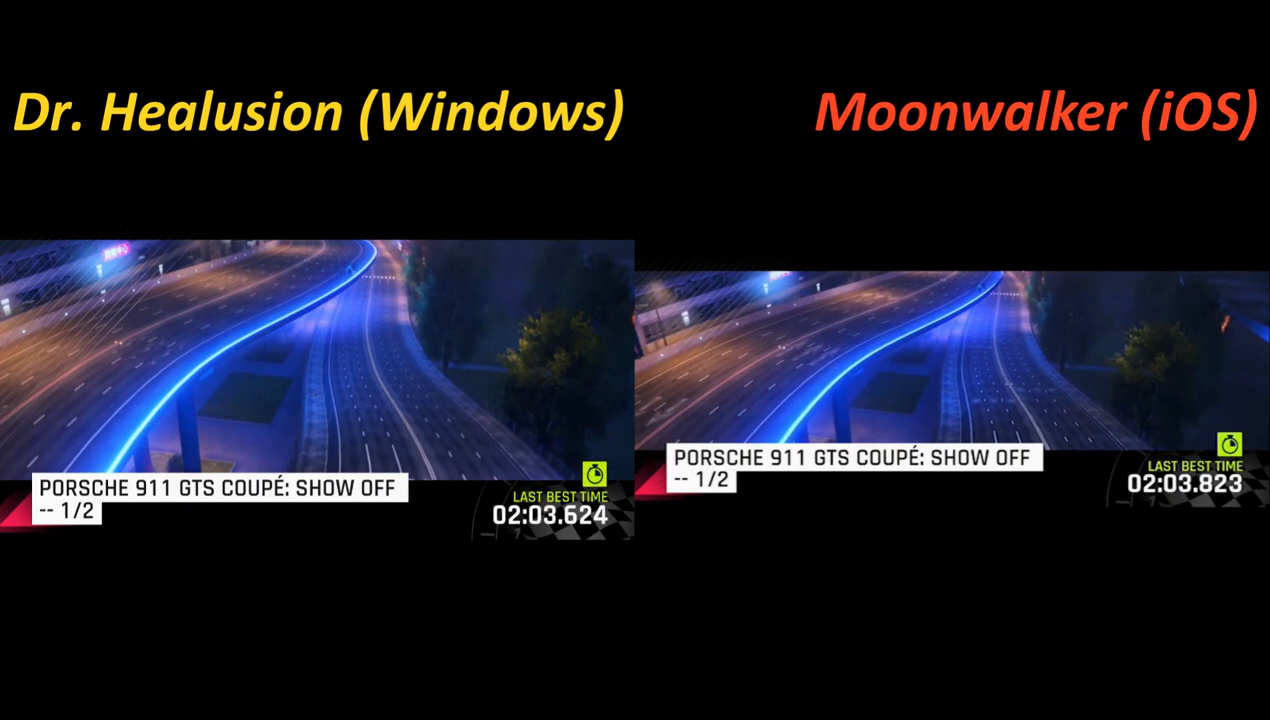 Dr. Healusion (Windows)
Moonwalker (iOS)
PORSCHE 911 GTS COUPÉ: SHOW OFF
-- 1/2
LAST BEST TIME
02:03.624
PORSCHE 911 GTS COUPÉ: SHOW OFF
-- 1/2
LAST BEST TIME
02:03.823